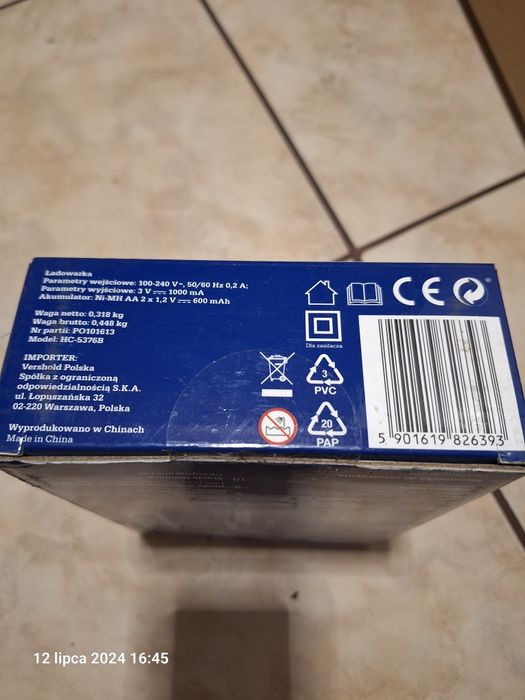 Ładowarka
Parametry wejściowe: 100-240 V~, 50/60 Hz 0,2 A;
Parametry wyjściowe: 3 V⎓ 1000 mA
Akumulator: Ni-MH AA 2 x 1,2 V⎓ 600 mAh
Waga netto: 0,318 kg
Waga brutto: 0,448 kg
Nr partii: PO101613
Model: HC-5376B
IMPORTER:
Vershold Polska
Spółka z ograniczoną
odpowiedzialnością S.K.A.
ul. Łopuszańska 32
02-220 Warszawa, Polska
Wyprodukowano w Chinach
Made in China
CE
Dla zasilacza
3
PVC
20
PAP
5 901619 826393
12 lipca 2024 16:45